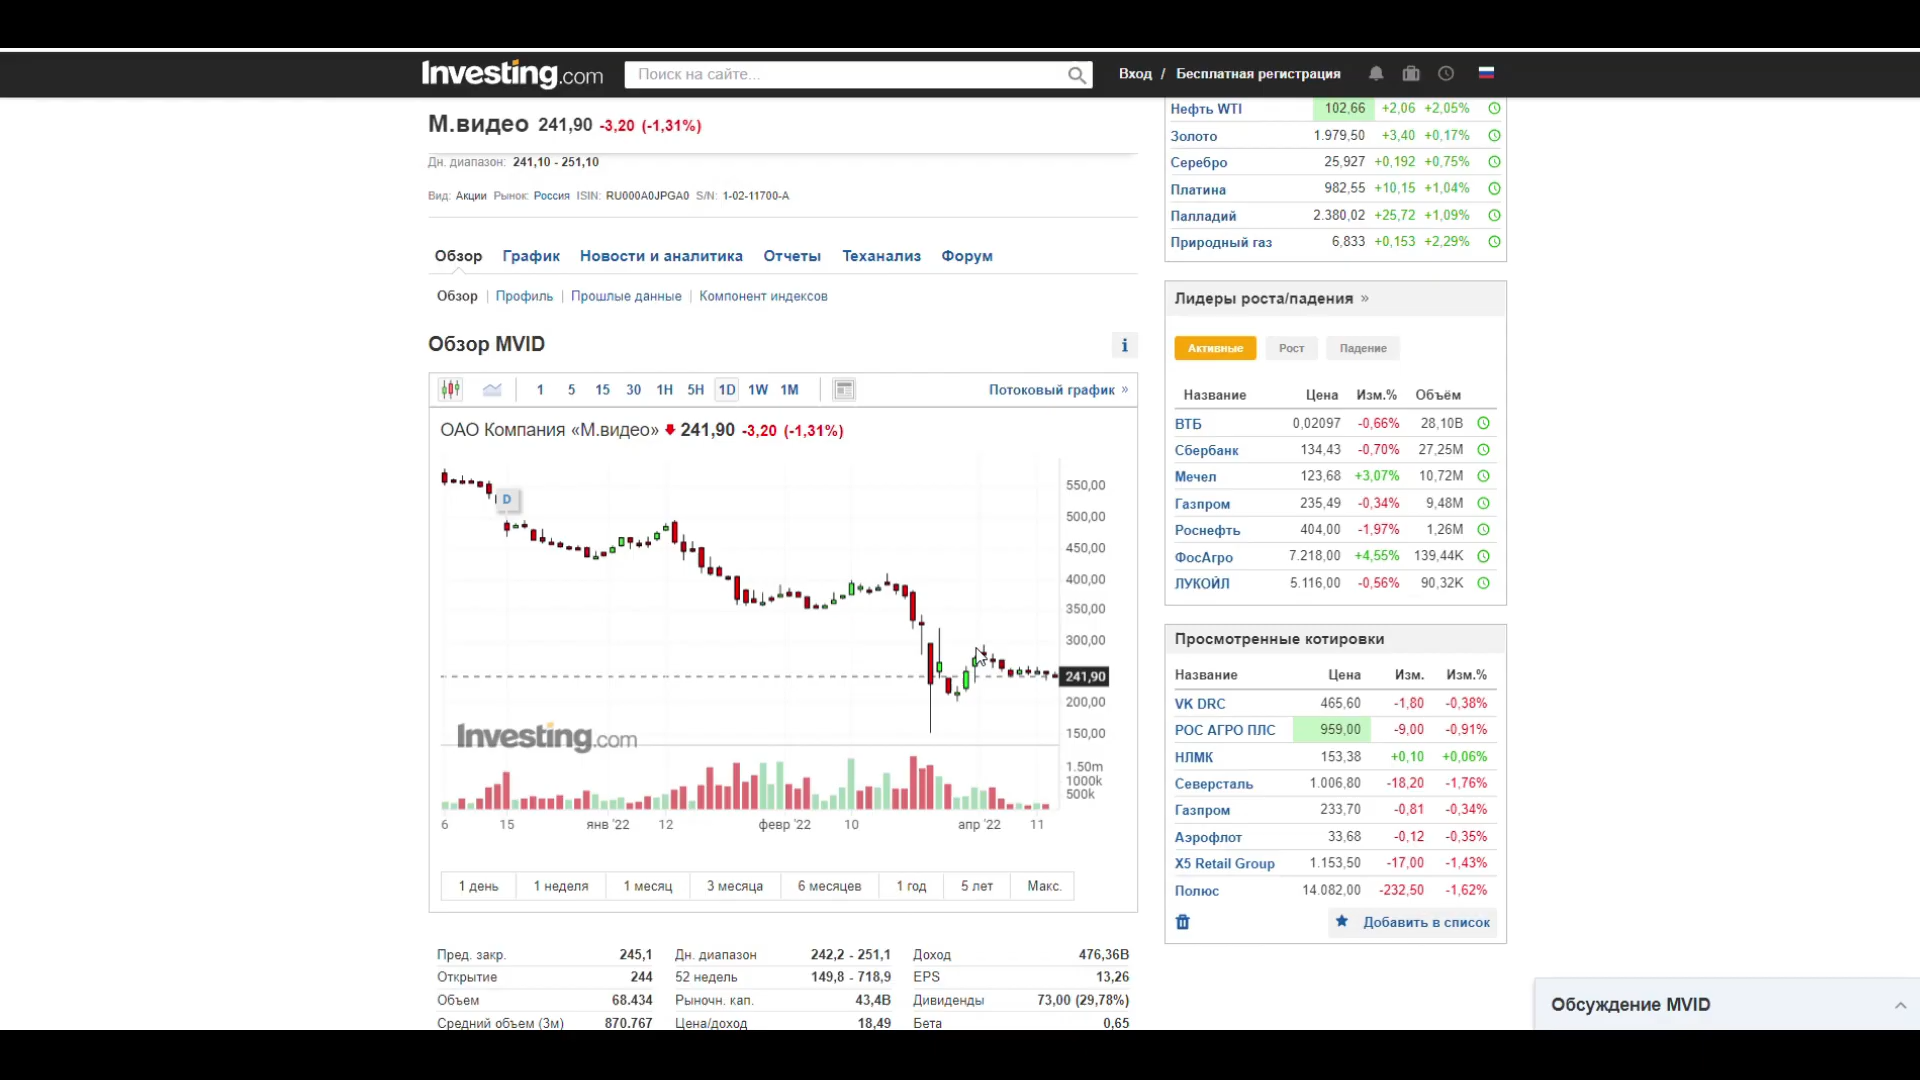 Investing.com
Поиск на сайте...
Вход / Бесплатная регистрация
М.видео 241,90 -3,20 (-1,31%)
Дн. диапазон: 241,10 - 251,10
Вид: Акции Рынок: Россия ISIN: RU000A0JPGA0 S/N: 1-02-11700-A
Обзор График Новости и аналитика Отчеты Теханализ Форум
Обзор | Профиль | Прошлые данные | Компонент индексов
Обзор MVID
i
1 5 15 30 1H 5H 1D 1W 1M
Потоковый график »
ОАО Компания «М.видео» 241,90 -3,20 (-1,31%)
D
550,00
500,00
450,00
400,00
350,00
300,00
241,90
200,00
150,00
Investing.com
1.50m
1000k
500k
6 15 янв '22 12 февр '22 10 апр '22 11
1 день 1 неделя 1 месяц 3 месяца 6 месяцев 1 год 5 лет Макс.
Пред. закр. 245,1 Дн. диапазон 242,2 - 251,1 Доход 476,36B
Открытие 244 52 недель 149,8 - 718,9 EPS 13,26
Объем 68.434 Рыночн. кап. 43,4B Дивиденды 73,00 (29,78%)
Средний объем (3м) 870.767 Цена/доход 18,49 Бета 0,65
Нефть WTI 102,66 +2,06 +2,05%
Золото 1.979,50 +3,40 +0,17%
Серебро 25,927 +0,192 +0,75%
Платина 982,55 +10,15 +1,04%
Палладий 2.380,02 +25,72 +1,09%
Природный газ 6,833 +0,153 +2,29%
Лидеры роста/падения »
Активные Рост Падение
Название Цена Изм.% Объём
ВТБ 0,02097 -0,66% 28,10B
Сбербанк 134,43 -0,70% 27,25M
Мечел 123,68 +3,07% 10,72M
Газпром 235,49 -0,34% 9,48M
Роснефть 404,00 -1,97% 1,26M
ФосАгро 7.218,00 +4,55% 139,44K
ЛУКОЙЛ 5.116,00 -0,56% 90,32K
Просмотренные котировки
Название Цена Изм. Изм.%
VK DRC 465,60 -1,80 -0,38%
РОС АГРО ПЛС 959,00 -9,00 -0,91%
НЛМК 153,38 +0,10 +0,06%
Северсталь 1.006,80 -18,20 -1,76%
Газпром 233,70 -0,81 -0,34%
Аэрофлот 33,68 -0,12 -0,35%
X5 Retail Group 1.153,50 -17,00 -1,43%
Полюс 14.082,00 -232,50 -1,62%
Добавить в список
Обсуждение MVID